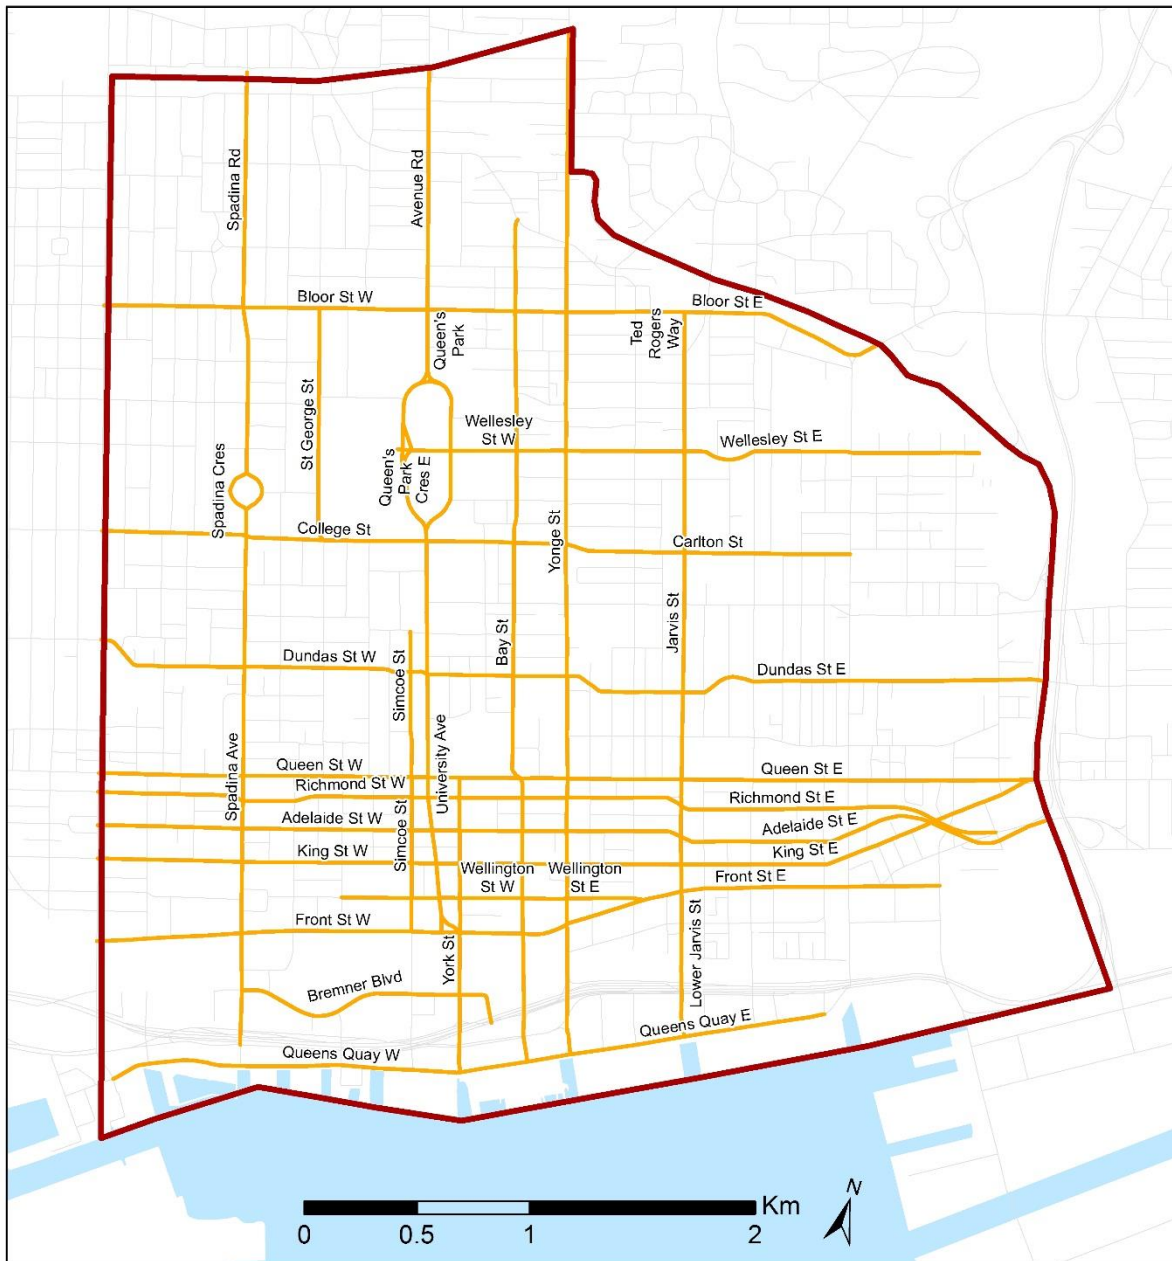 Spadina Rd
Avenue Rd
Bloor St W
Bloor St E
Queen's
Park
Ted
Rogers
Way
St George St
Wellesley
St W
Wellesley St E
Spadina Cres
Queen's
Park
Cres E
College St
Yonge St
Carlton St
Jarvis St
Bay St
Dundas St W
Simcoe St
Dundas St E
Spadina Ave
University Ave
Queen St W
Queen St E
Richmond St W
Richmond St E
Adelaide St W
Simcoe St
Adelaide St E
King St W
King St E
Wellington
St W
Wellington
St E
Front St E
Front St W
York St
Lower Jarvis St
Bremner Blvd
Queens Quay E
Queens Quay W
N
Km
0
0.5
1
2